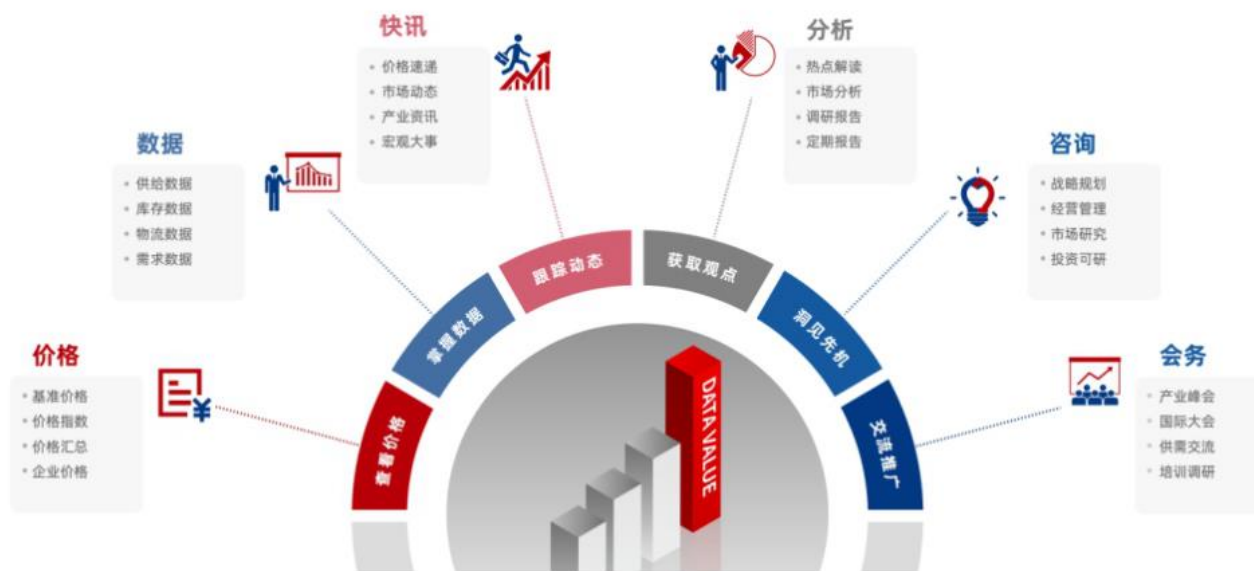 快讯
• 价格速递
• 市场动态
• 产业资讯
• 宏观大事
分析
• 热点解读
• 市场分析
• 调研报告
• 定期报告
数据
• 供给数据
• 库存数据
• 物流数据
• 需求数据
咨询
• 战略规划
• 经营管理
• 市场研究
• 投资可研
价格
• 基准价格
• 价格指数
• 价格汇总
• 企业价格
会务
• 产业峰会
• 国际大会
• 供需交流
• 培训调研
查看价格
掌握数据
跟踪动态
获取观点
洞见先机
交流推广
DATA VALUE
¥